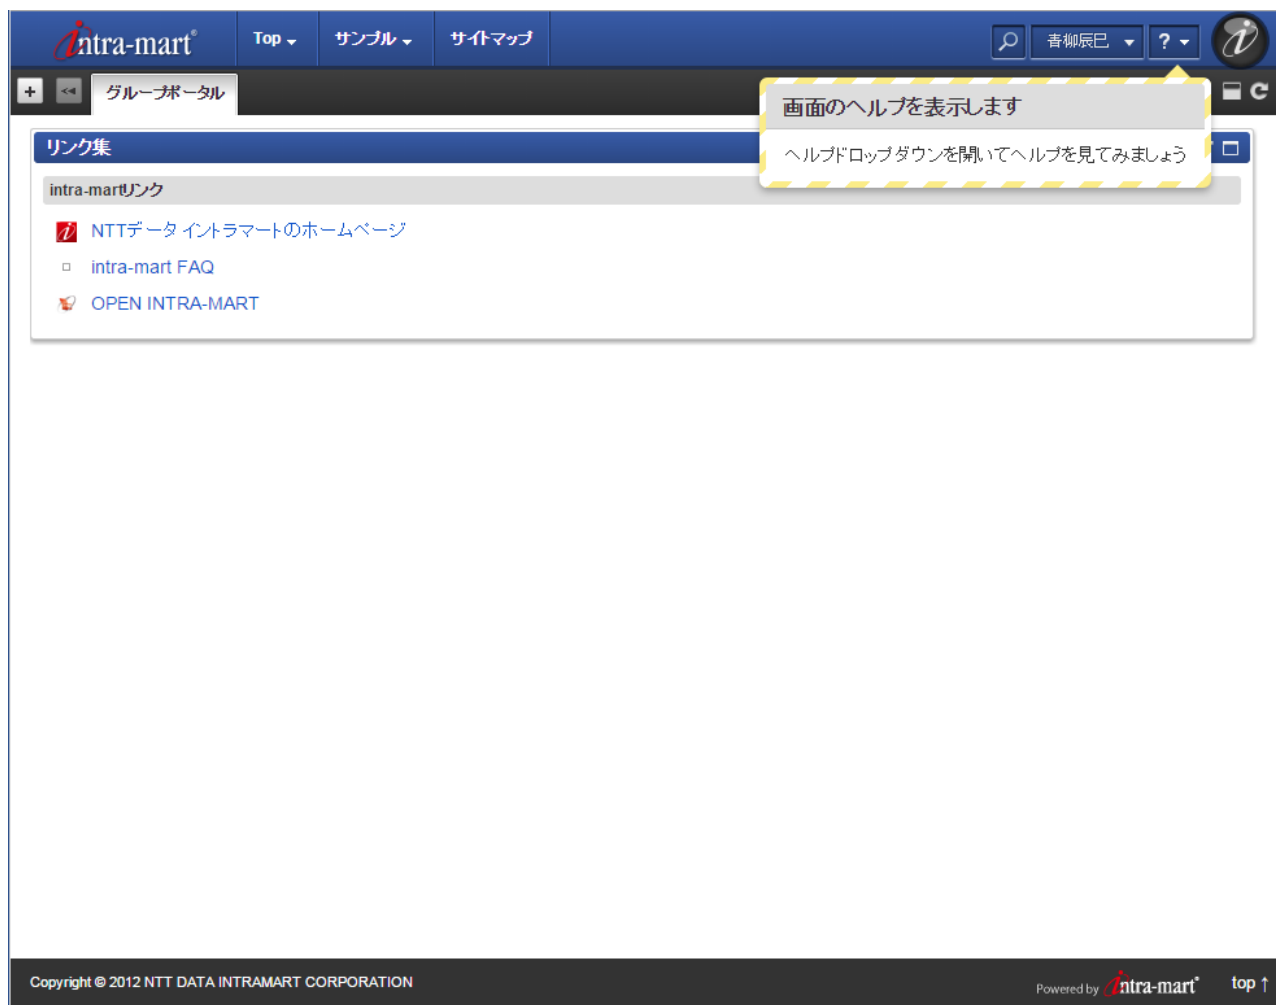 intra-mart®
Top
サンプル
サイトマップ
青柳辰巳
?
グループポータル
画面のヘルプを表示します
ヘルプドロップダウンを開いてヘルプを見てみましょう
リンク集
intra-martリンク
NTTデータ イントラマートのホームページ
intra-mart FAQ
OPEN INTRA-MART
Copyright © 2012 NTT DATA INTRAMART CORPORATION
Powered by intra-mart®
top ↑